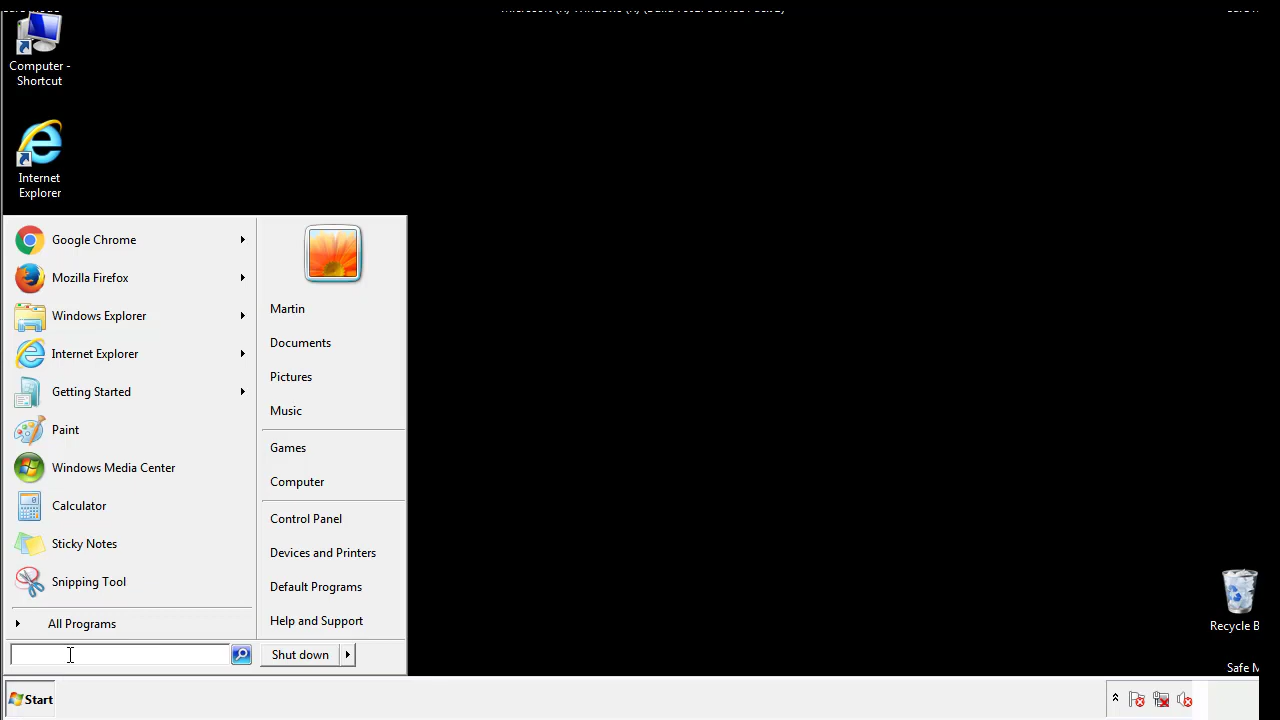 Computer -
Shortcut
Internet
Explorer
Google Chrome
Mozilla Firefox
Windows Explorer
Internet Explorer
Getting Started
Paint
Windows Media Center
Calculator
Sticky Notes
Snipping Tool
All Programs
Martin
Documents
Pictures
Music
Games
Computer
Control Panel
Devices and Printers
Default Programs
Help and Support
Shut down
Recycle B
Safe M
Start